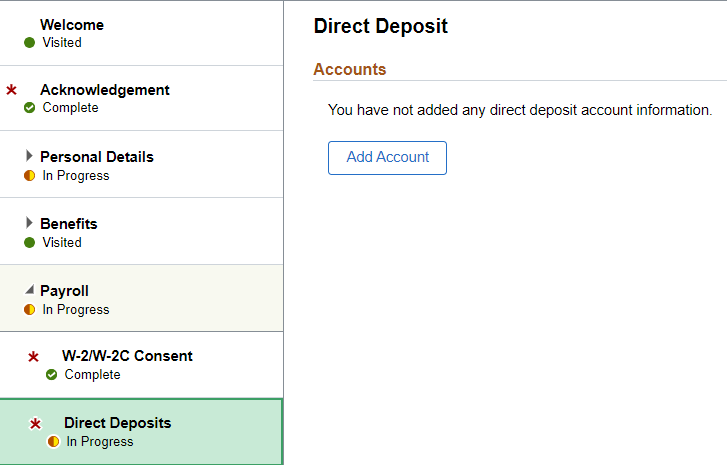 Welcome
Visited
Acknowledgement
Complete
Personal Details
In Progress
Benefits
Visited
Payroll
In Progress
W-2/W-2C Consent
Complete
Direct Deposits
In Progress
Direct Deposit
Accounts
You have not added any direct deposit account information.
Add Account